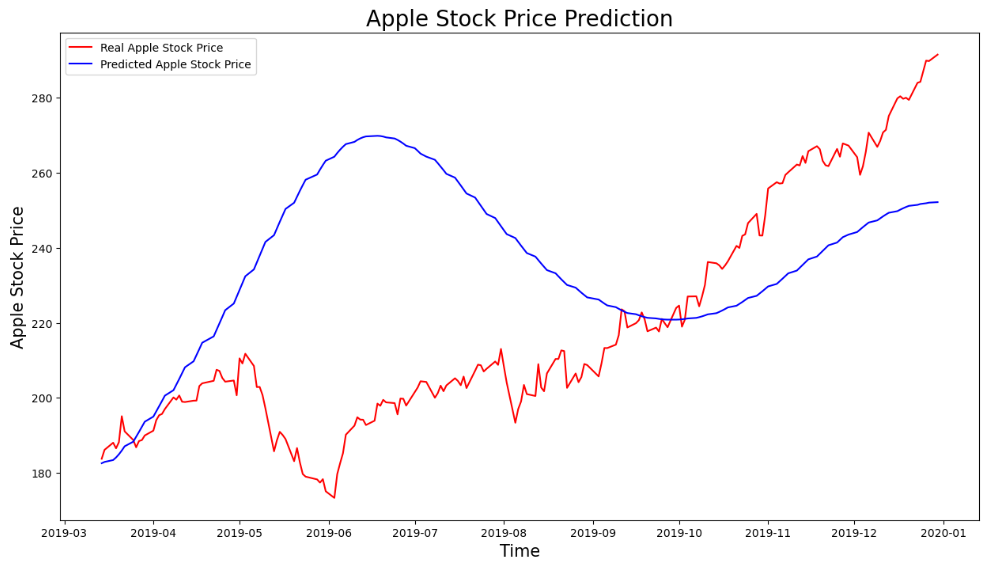 Apple Stock Price Prediction
Real Apple Stock Price
Predicted Apple Stock Price
Apple Stock Price
280
260
240
220
200
180
2019-03 2019-04 2019-05 2019-06 2019-07 2019-08 2019-09 2019-10 2019-11 2019-12 2020-01
Time